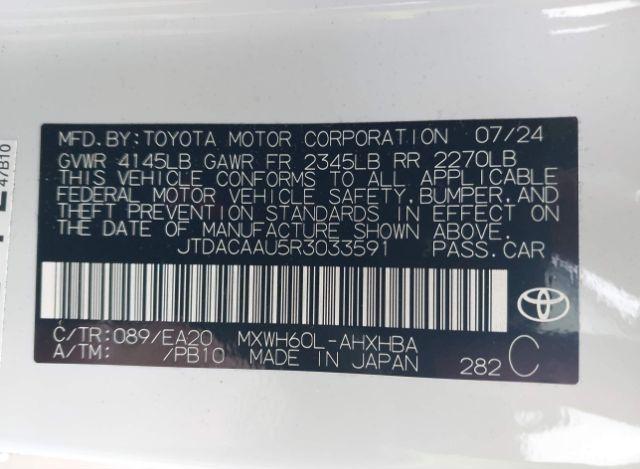 MFD.BY:TOYOTA MOTOR CORPORATION 07/24
GVWR 4145LB GAWR FR 2345LB RR 2270LB
THIS VEHICLE CONFORMS TO ALL APPLICABLE
FEDERAL MOTOR VEHICLE SAFETY,BUMPER,AND
THEFT PREVENTION STANDARDS IN EFFECT ON
THE DATE OF MANUFACTURE SHOWN ABOVE.
JTDACAAU5R3033591 PASS.CAR
C/TR:089/EA20 MXWH60L-AHXHBA
A/TM: /PB10 MADE IN JAPAN 282 C
47B10